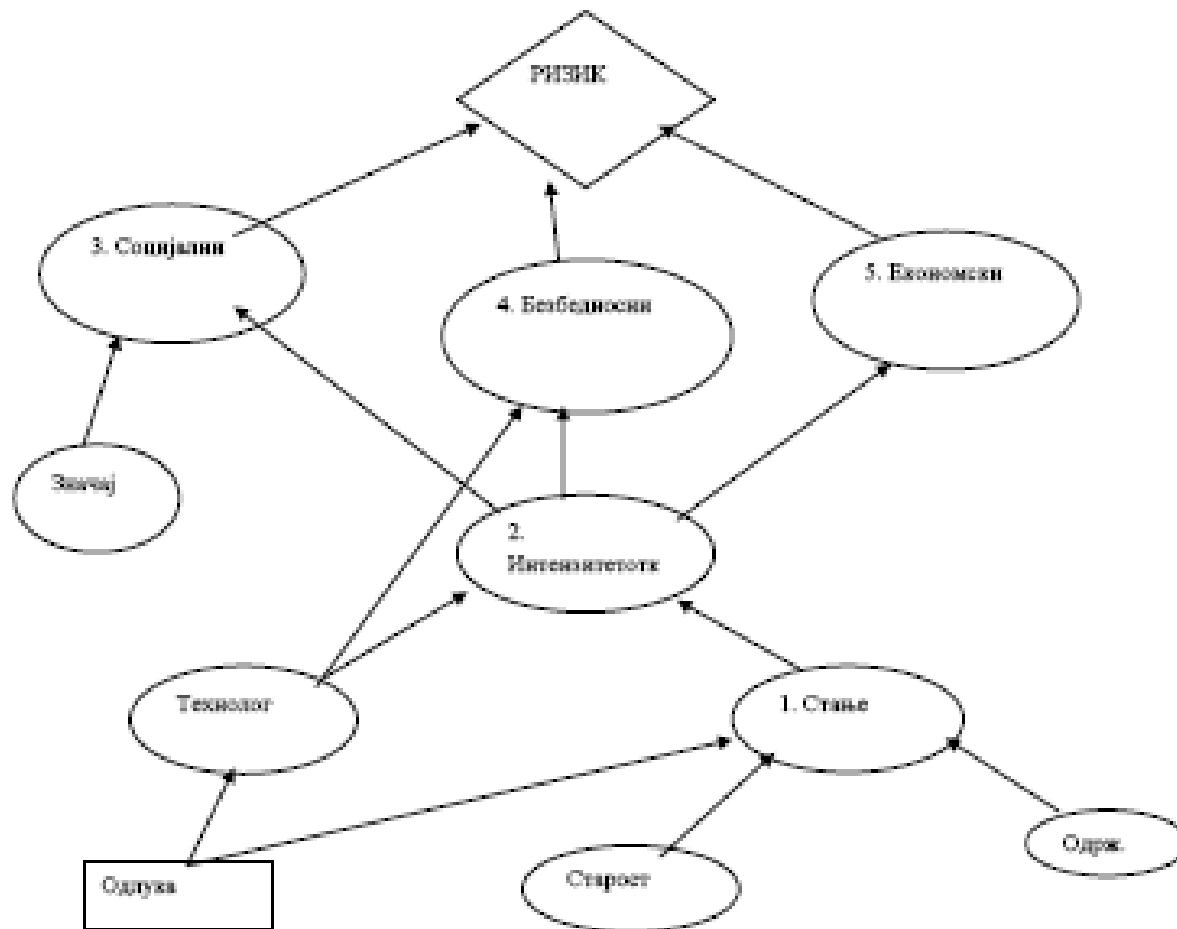 РИЗИК
3. Социјални
5. Економски
4. Безбедносни
Значај
2.
Интензитетотк
Технолог
1. Стање
Одрж.
Одлука
Старост